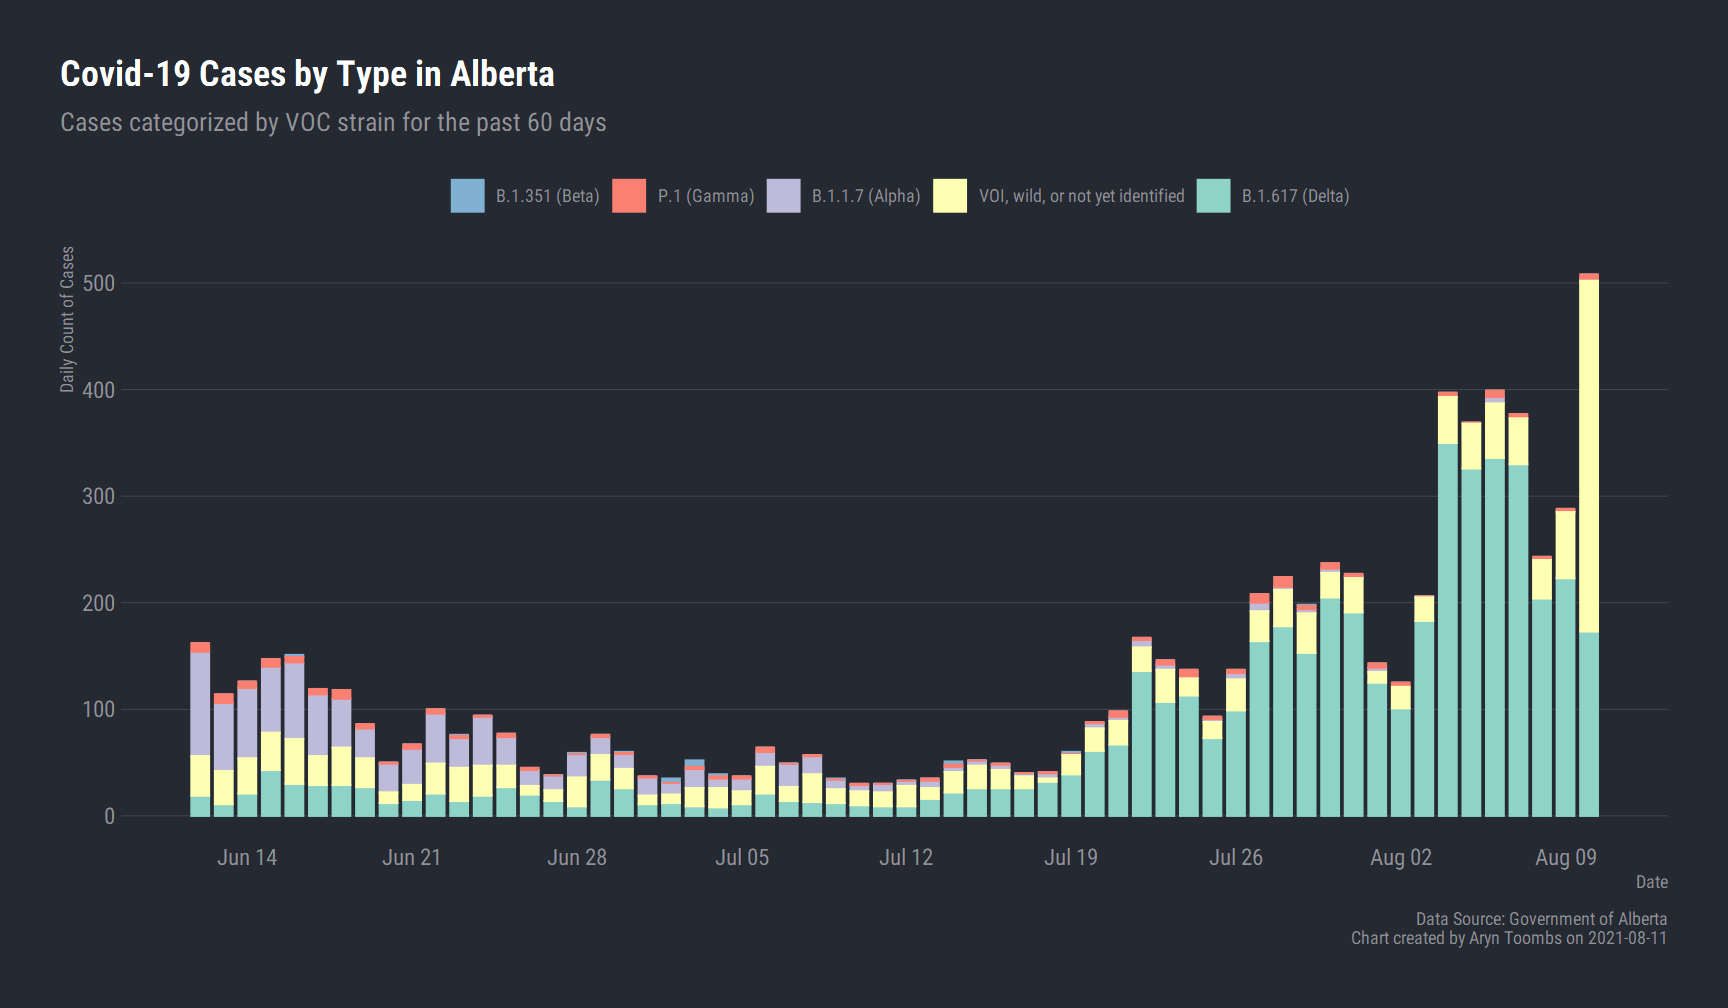 Covid-19 Cases by Type in Alberta
Cases categorized by VOC strain for the past 60 days
B.1.351 (Beta) P.1 (Gamma) B.1.1.7 (Alpha) VOI, wild, or not yet identified B.1.617 (Delta)
Daily Count of Cases
500
400
300
200
100
0
Jun 14 Jun 21 Jun 28 Jul 05 Jul 12 Jul 19 Jul 26 Aug 02 Aug 09
Date
Data Source: Government of Alberta
Chart created by Aryn Toombs on 2021-08-11